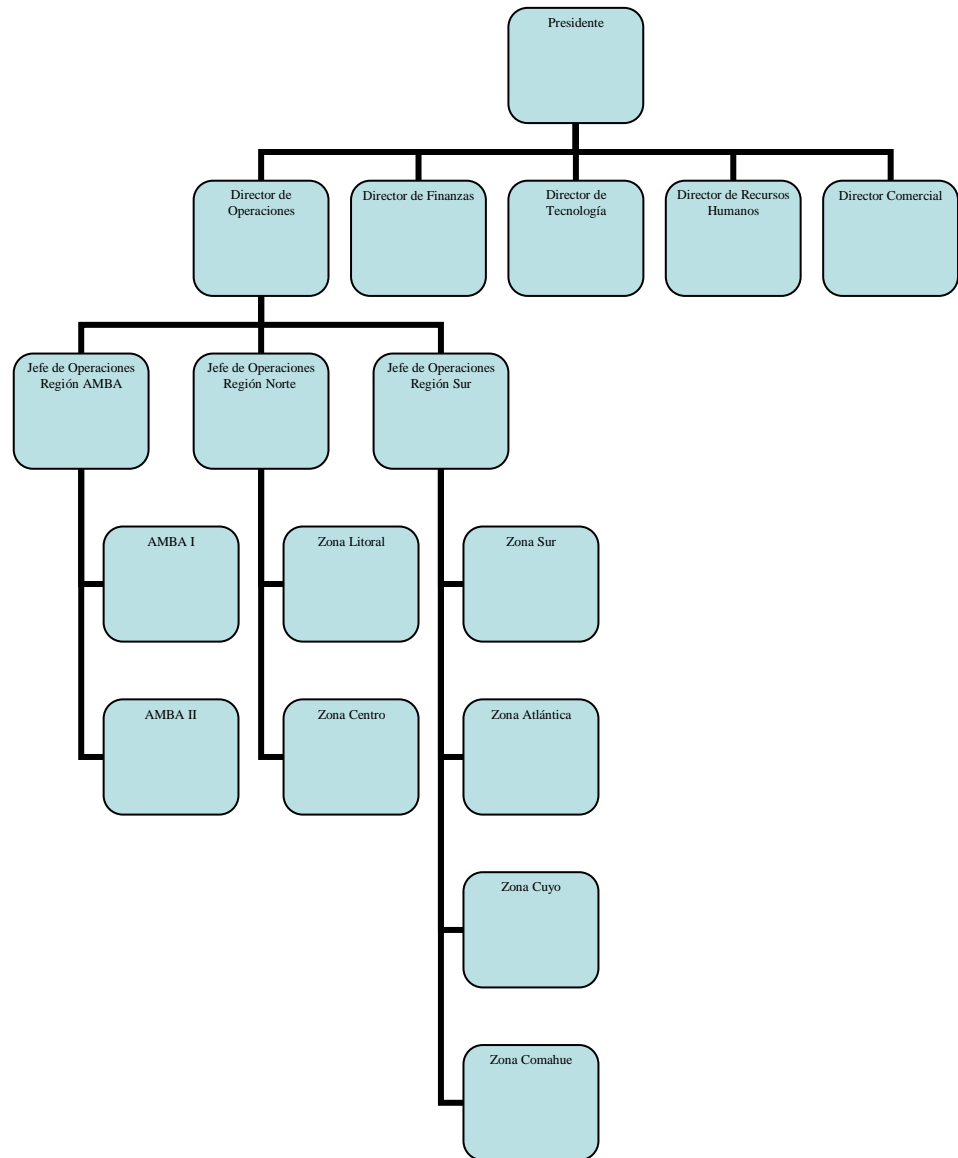 Presidente
Director de
Operaciones
Director de Finanzas
Director de
Tecnología
Director de Recursos
Humanos
Director Comercial
Jefe de Operaciones
Región AMBA
Jefe de Operaciones
Región Norte
Jefe de Operaciones
Región Sur
AMBA I
Zona Litoral
Zona Sur
AMBA II
Zona Centro
Zona Atlántica
Zona Cuyo
Zona Comahue